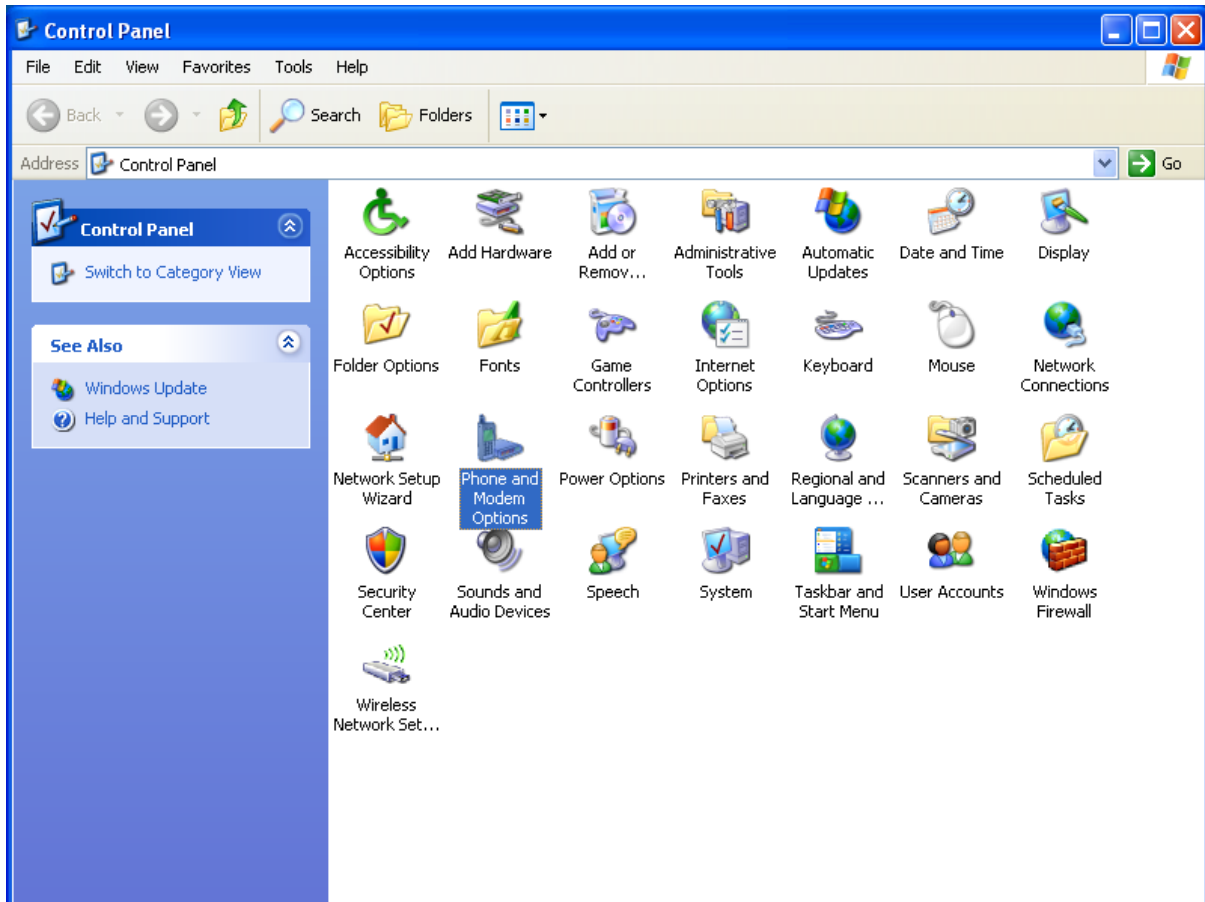 Control Panel
File Edit View Favorites Tools Help
Back Search Folders
Address Control Panel Go
Control Panel
Switch to Category View
See Also
Windows Update
Help and Support
Accessibility Options
Add Hardware
Add or Remov...
Administrative Tools
Automatic Updates
Date and Time
Display
Folder Options
Fonts
Game Controllers
Internet Options
Keyboard
Mouse
Network Connections
Network Setup Wizard
Phone and Modem Options
Power Options
Printers and Faxes
Regional and Language ...
Scanners and Cameras
Scheduled Tasks
Security Center
Sounds and Audio Devices
Speech
System
Taskbar and Start Menu
User Accounts
Windows Firewall
Wireless Network Set...